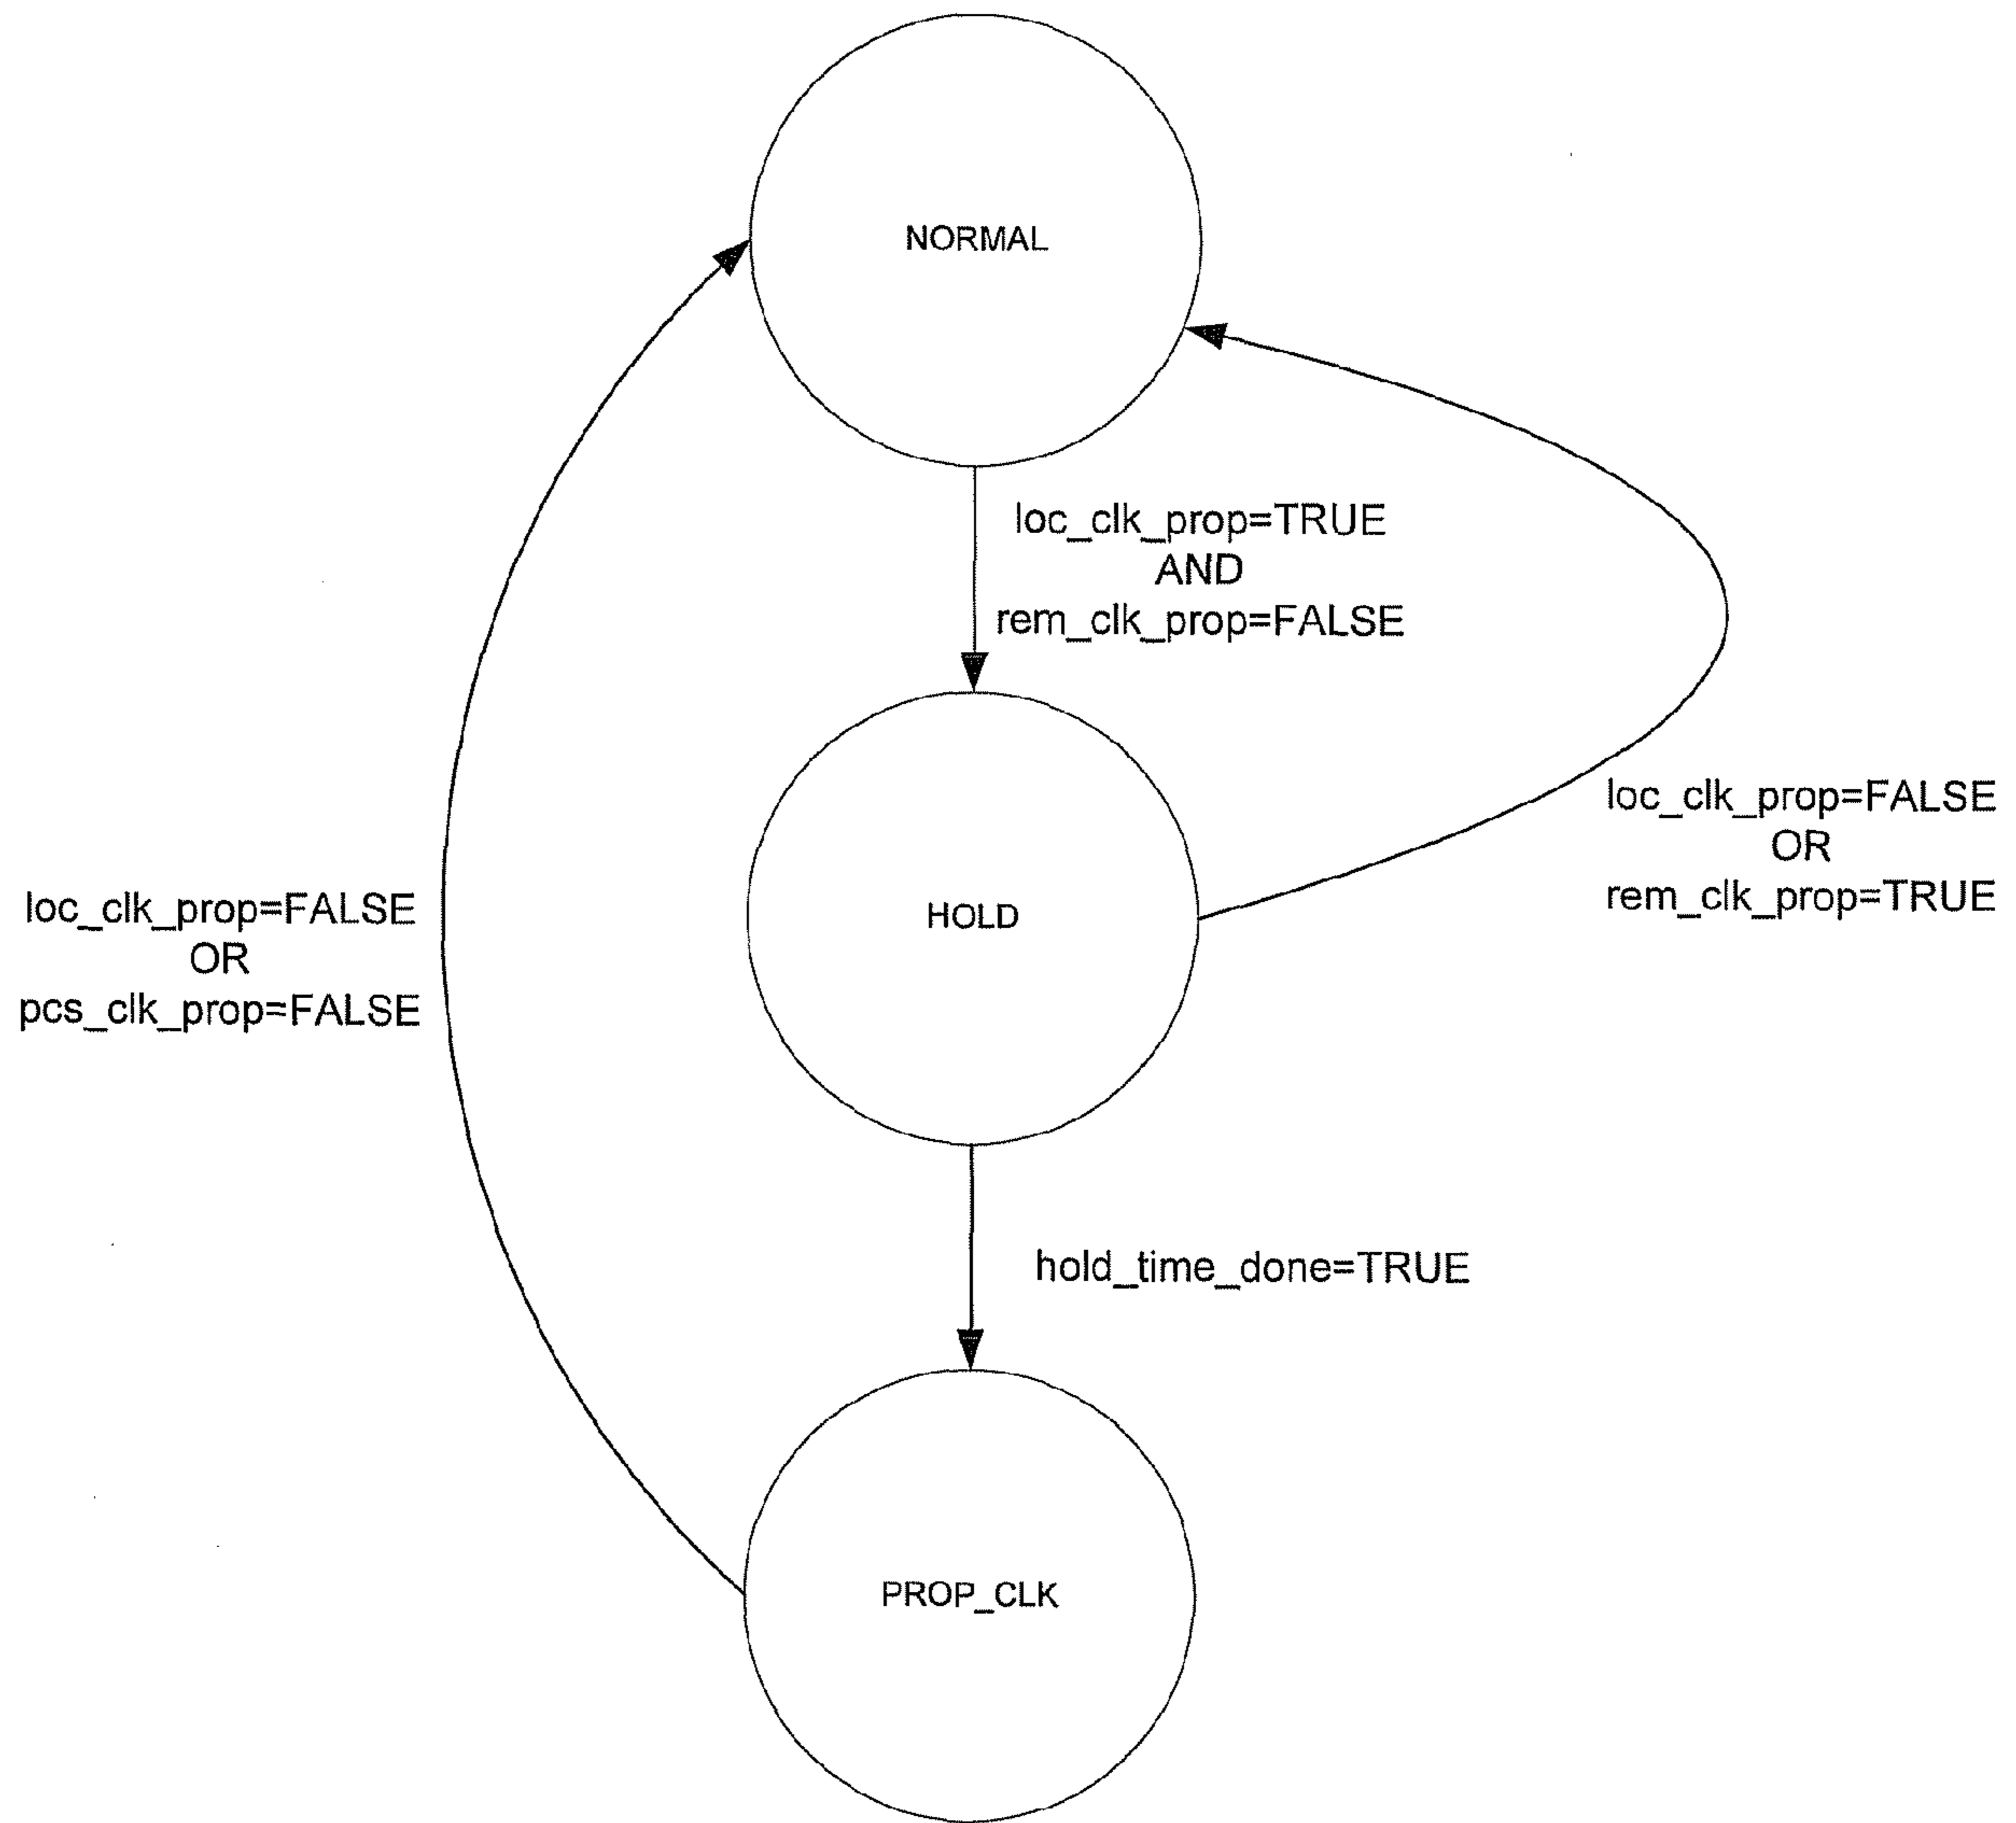 NORMAL
loc_clk_prop=TRUE
AND
rem_clk_prop=FALSE
loc_clk_prop=FALSE
OR
rem_clk_prop=TRUE
HOLD
loc_clk_prop=FALSE
OR
pcs_clk_prop=FALSE
hold_time_done=TRUE
PROP_CLK